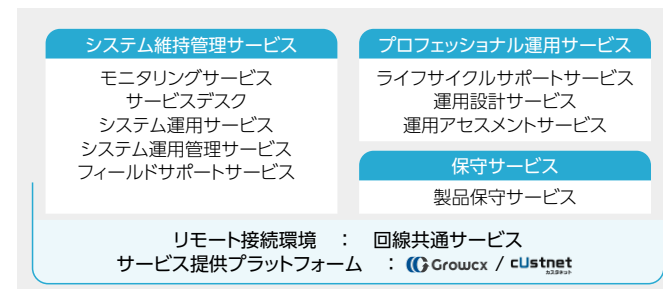 システム維持管理サービス
モニタリングサービス
サービスデスク
システム運用サービス
システム運用管理サービス
フィールドサポートサービス
プロフェッショナル運用サービス
ライフサイクルサポートサービス
運用設計サービス
運用アセスメントサービス
保守サービス
製品保守サービス
リモート接続環境 : 回線共通サービス
サービス提供プラットフォーム : Growcx / cUstnet
カスタネット